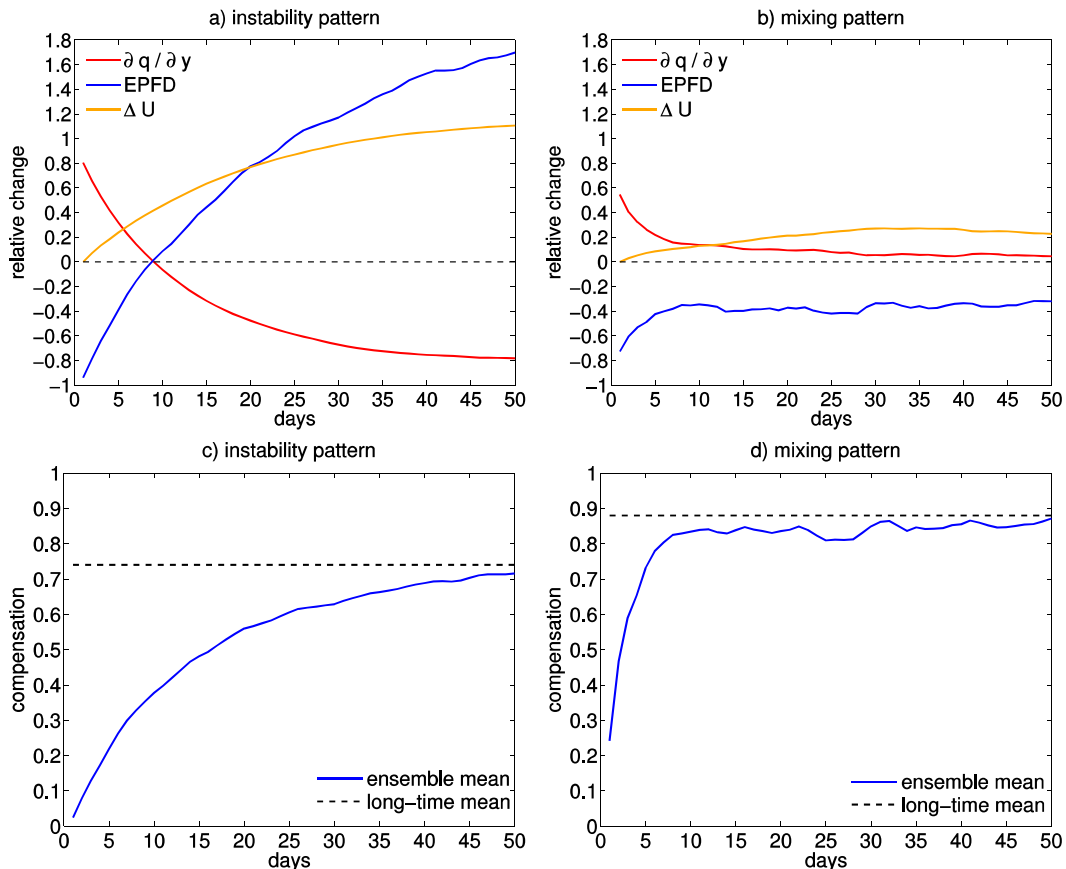 a) instability pattern
∂ q / ∂ y
EPFD
Δ U
relative change
1.8
1.6
1.4
1.2
1
0.8
0.6
0.4
0.2
0
−0.2
−0.4
−0.6
−0.8
−1
0 5 10 15 20 25 30 35 40 45 50
days
b) mixing pattern
∂ q / ∂ y
EPFD
Δ U
relative change
1.8
1.6
1.4
1.2
1
0.8
0.6
0.4
0.2
0
−0.2
−0.4
−0.6
−0.8
−1
0 5 10 15 20 25 30 35 40 45 50
days
c) instability pattern
compensation
1
0.9
0.8
0.7
0.6
0.5
0.4
0.3
0.2
0.1
0
ensemble mean
long−time mean
0 5 10 15 20 25 30 35 40 45 50
days
d) mixing pattern
compensation
1
0.9
0.8
0.7
0.6
0.5
0.4
0.3
0.2
0.1
0
ensemble mean
long−time mean
0 5 10 15 20 25 30 35 40 45 50
days